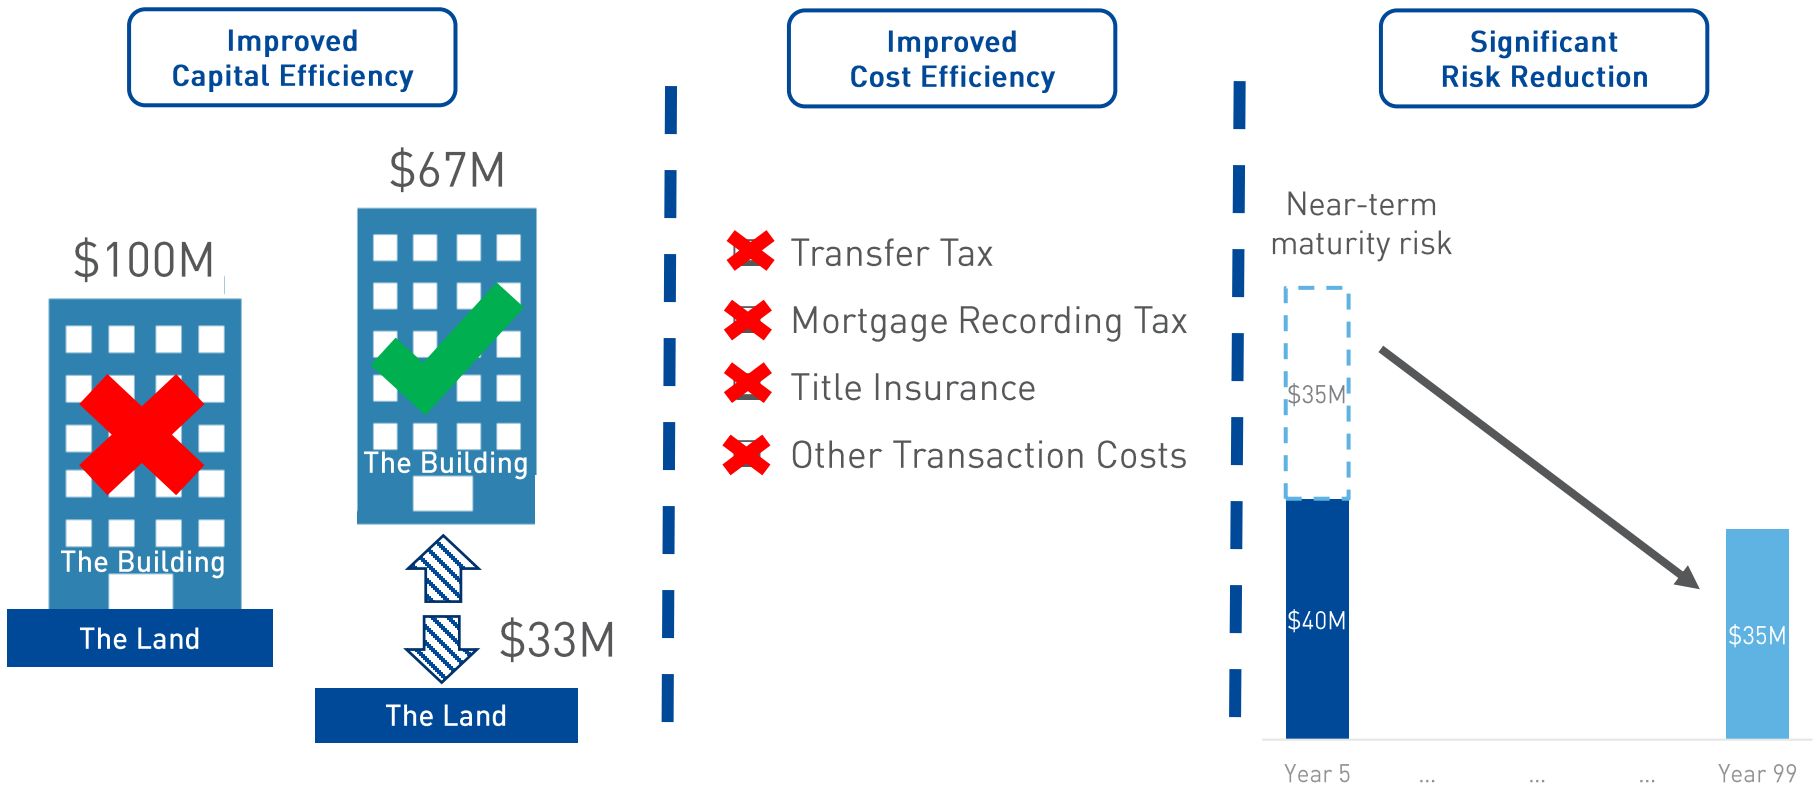 Improved
Capital Efficiency
$100M
The Building
The Land
$67M
The Building
$33M
The Land
Improved
Cost Efficiency
Transfer Tax
Mortgage Recording Tax
Title Insurance
Other Transaction Costs
Significant
Risk Reduction
Near-term
maturity risk
$35M
$40M
$35M
Year 5
...
...
...
Year 99